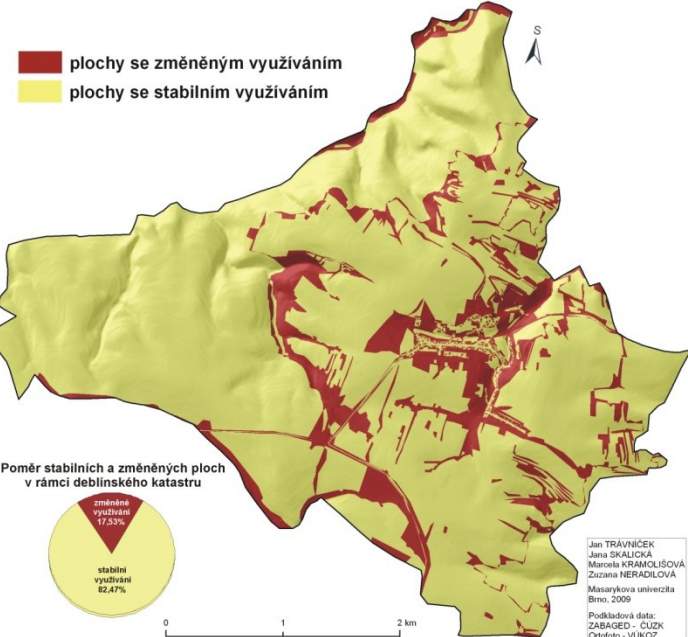 S
plochy se změněným využíváním
plochy se stabilním využíváním
Poměr stabilních a změněných ploch
v rámci deblínského katastru
změněné
využívání
17,53%
stabilní
využívání
82,47%
0 1 2 km
Jan TRÁVNÍČEK
Jana SKALICKÁ
Marcela KRAMOLIŠOVÁ
Zuzana NERADILOVÁ
Masarykova univerzita
Brno, 2009
Podkladová data:
ZABAGED - ČÚZK
Ortofoto - VÚKOZ